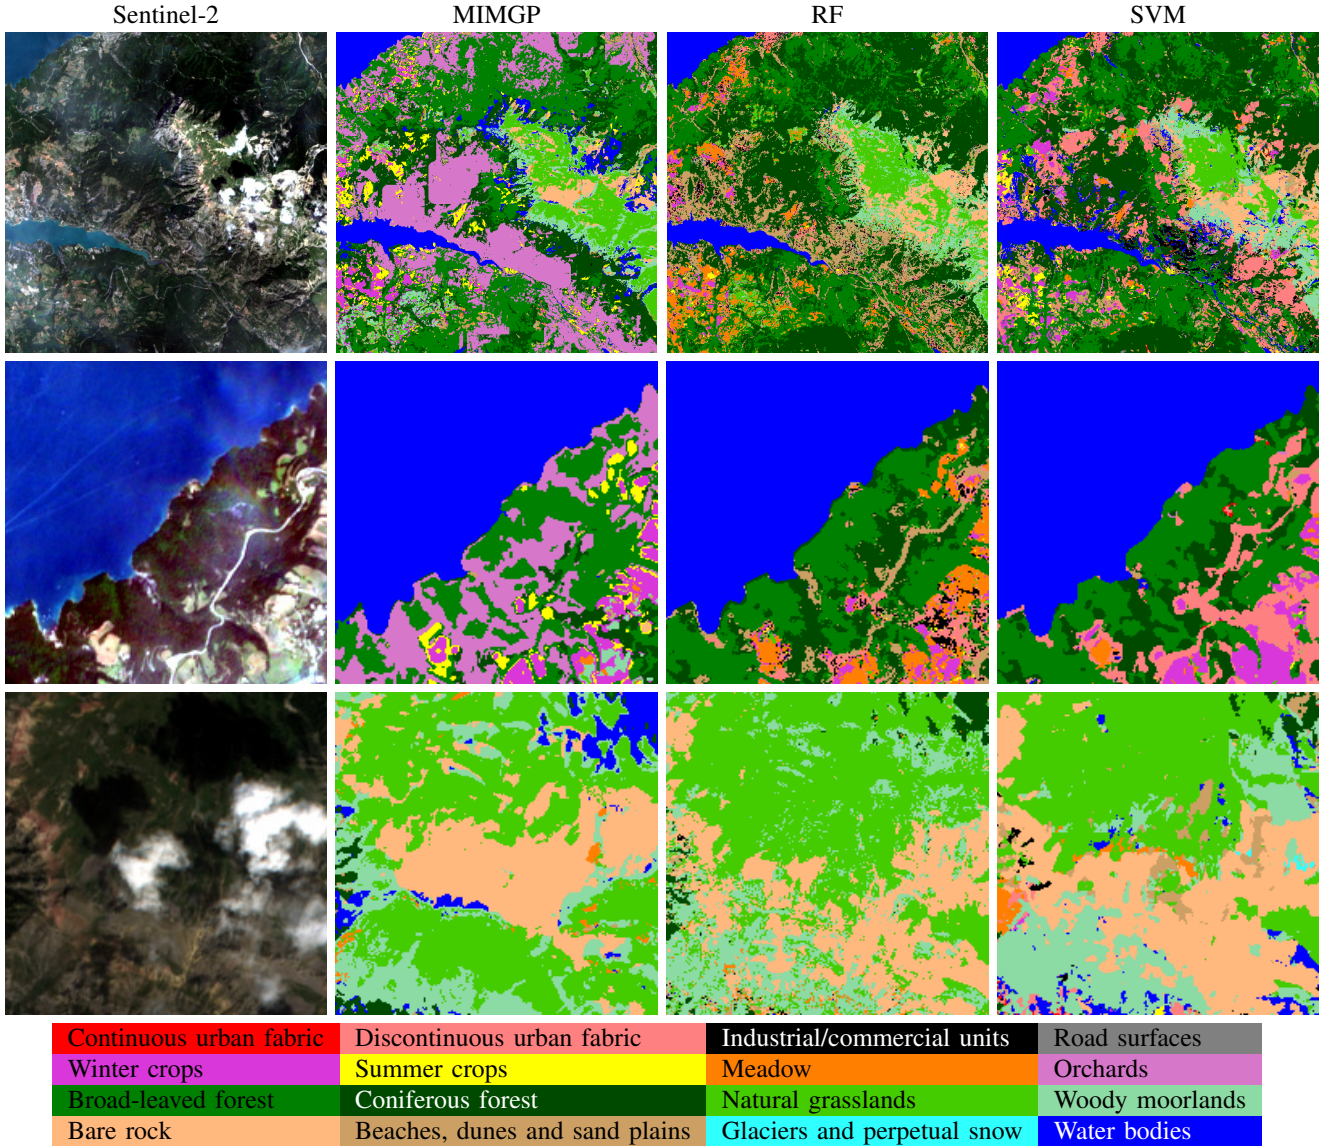 Sentinel-2 MIMGP RF SVM
Continuous urban fabric Discontinuous urban fabric Industrial/commercial units Road surfaces
Winter crops Summer crops Meadow Orchards
Broad-leaved forest Coniferous forest Natural grasslands Woody moorlands
Bare rock Beaches, dunes and sand plains Glaciers and perpetual snow Water bodies